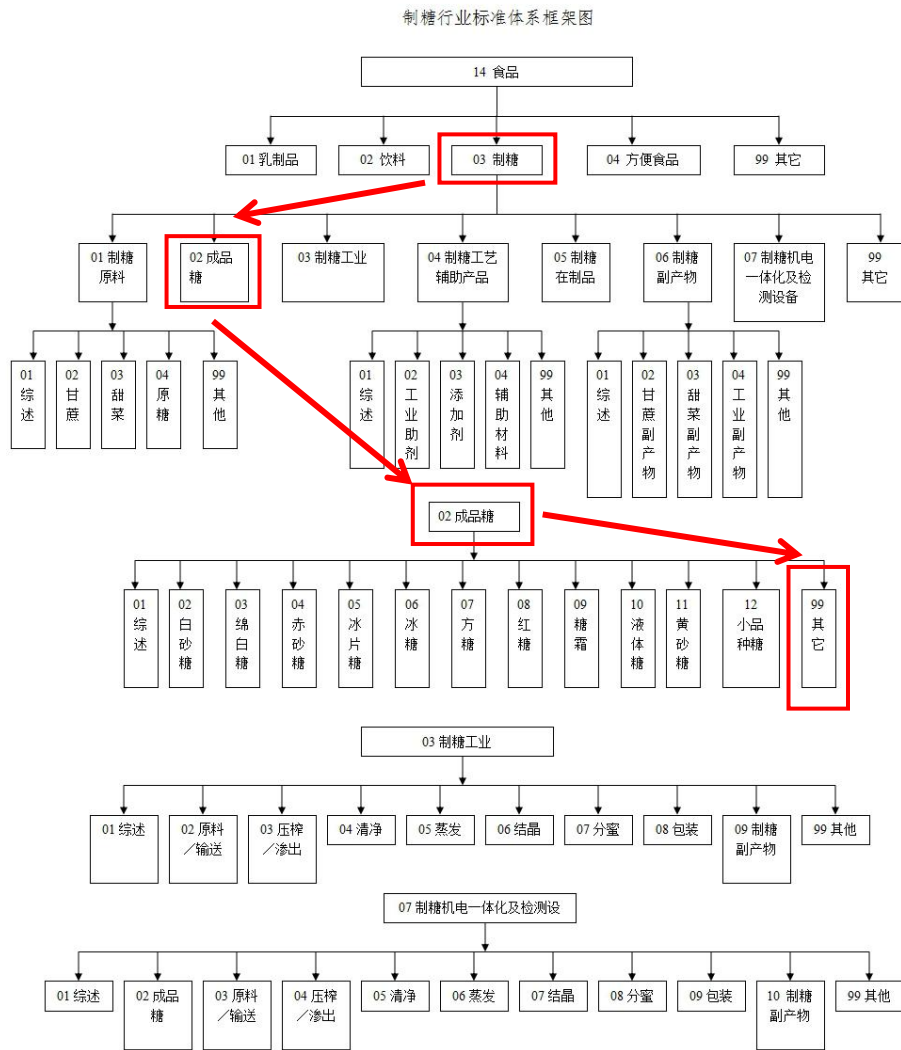 制糖行业标准体系框架图
14 食品
01乳制品
02 饮料
03 制糖
04 方便食品
99 其它
01 制糖
原料
02 成品
糖
03 制糖工业
04 制糖工艺
辅助产品
05 制糖
在制品
06 制糖
副产物
07 制糖机电
一体化及检
测设备
99
其它
01
综述
02
甘蔗
03
甜菜
04
原糖
99
其他
01
综述
02
工业助剂
03
添加剂
04
辅助材料
99
其他
01
综述
02
甘蔗副产物
03
甜菜副产物
04
工业副产物
99
其他
02 成品糖
01
综述
02
白砂糖
03
绵白糖
04
赤砂糖
05
冰片糖
06
冰糖
07
方糖
08
红糖
09
糖霜
10
液体糖
11
黄砂糖
12
小品
种糖
99
其它
03 制糖工业
01 综述
02 原料
／输送
03 压榨
／渗出
04 清净
05 蒸发
06 结晶
07 分蜜
08 包装
09 制糖
副产物
99 其他
07 制糖机电一体化及检测设
01 综述
02 成品
糖
03 原料
／输送
04 压榨
／渗出
05 清净
06 蒸发
07 结晶
08 分蜜
09 包装
10 制糖
副产物
99 其他